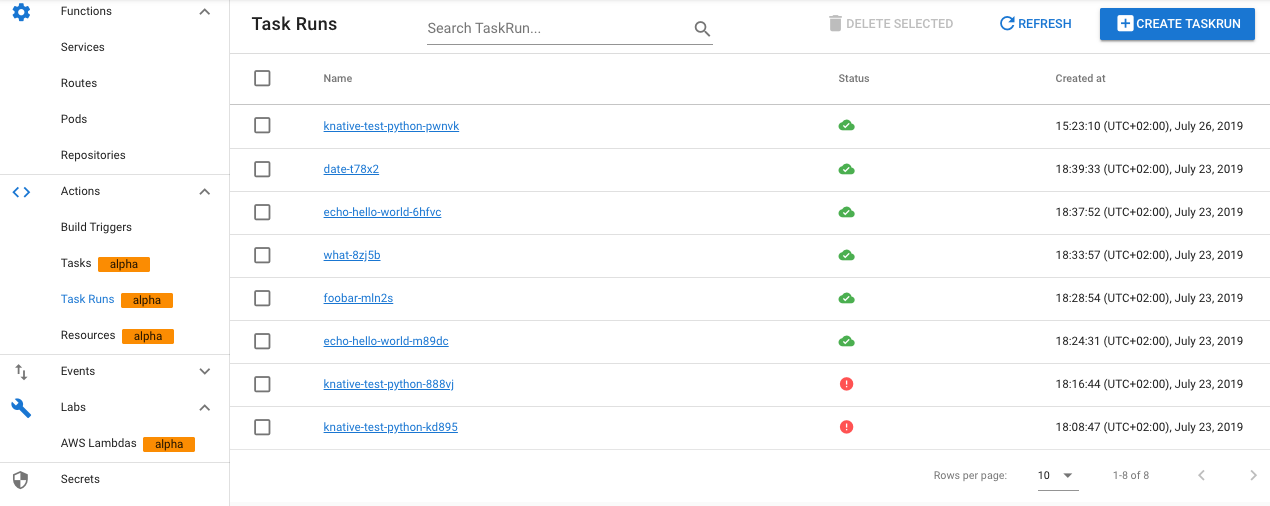 Functions
Services
Routes
Pods
Repositories
Actions
Build Triggers
Tasks alpha
Task Runs alpha
Resources alpha
Events
Labs
AWS Lambdas alpha
Secrets
Task Runs Search TaskRun... DELETE SELECTED REFRESH CREATE TASKRUN
Name Status Created at
knative-test-python-pwnvk 15:23:10 (UTC+02:00), July 26, 2019
date-t78x2 18:39:33 (UTC+02:00), July 23, 2019
echo-hello-world-6hfvc 18:37:52 (UTC+02:00), July 23, 2019
what-8zj5b 18:33:57 (UTC+02:00), July 23, 2019
foobar-mln2s 18:28:54 (UTC+02:00), July 23, 2019
echo-hello-world-m89dc 18:24:31 (UTC+02:00), July 23, 2019
knative-test-python-888vj 18:16:44 (UTC+02:00), July 23, 2019
knative-test-python-kd895 18:08:47 (UTC+02:00), July 23, 2019
Rows per page: 10 1-8 of 8